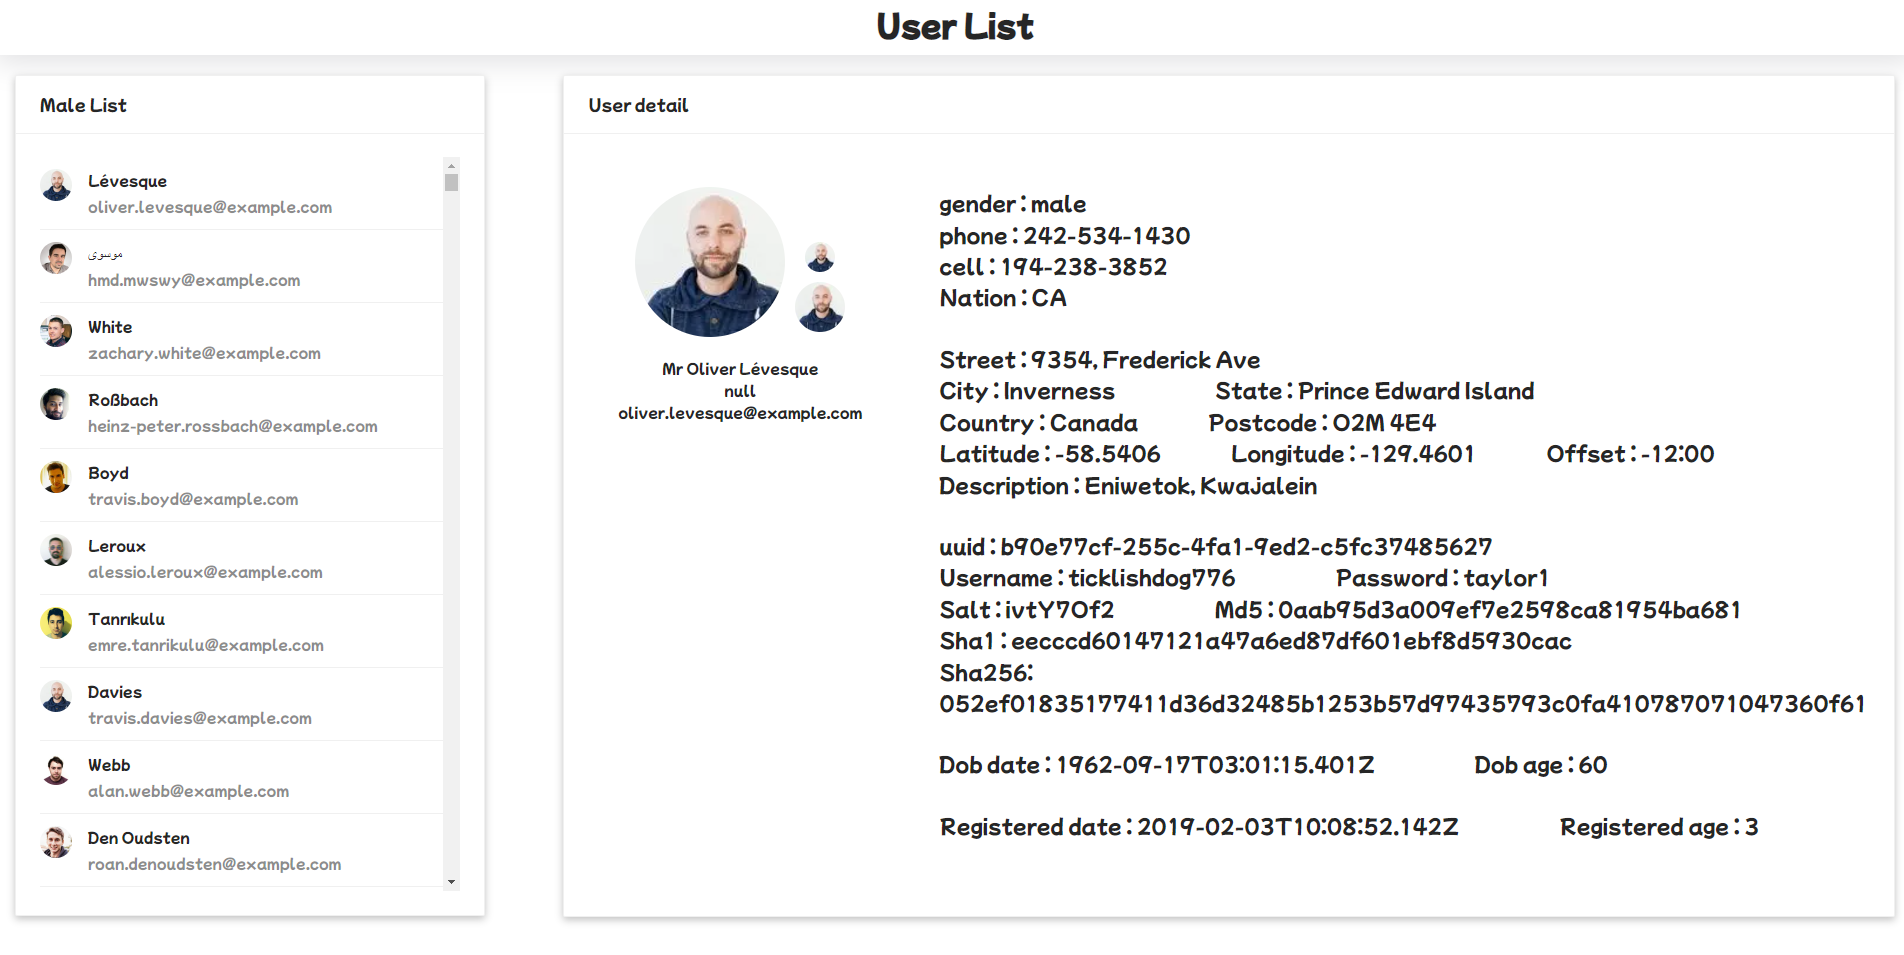 User List
Male List
Lévesque
oliver.levesque@example.com
موسوی
hmd.mwswy@example.com
White
zachary.white@example.com
Roßbach
heinz-peter.rossbach@example.com
Boyd
travis.boyd@example.com
Leroux
alessio.leroux@example.com
Tanrıkulu
emre.tanrikulu@example.com
Davies
travis.davies@example.com
Webb
alan.webb@example.com
Den Oudsten
roan.denoudsten@example.com
User detail
Mr Oliver Lévesque
null
oliver.levesque@example.com
gender : male
phone : 242-534-1430
cell : 194-238-3852
Nation : CA
Street : 9354, Frederick Ave
City : Inverness State : Prince Edward Island
Country : Canada Postcode : O2M 4E4
Latitude : -58.5406 Longitude : -129.4601 Offset : -12:00
Description : Eniwetok, Kwajalein
uuid : b90e77cf-255c-4fa1-9ed2-c5fc37485627
Username : ticklishdog776 Password : taylor1
Salt : ivtY7Of2 Md5 : 0aab95d3a009ef7e2598ca81954ba681
Sha1 : eecccd60147121a47a6ed87df601ebf8d5930cac
Sha256:
052ef01835177411d36d32485b1253b57d97435793c0fa410787071047360f61
Dob date : 1962-09-17T03:01:15.401Z Dob age : 60
Registered date : 2019-02-03T10:08:52.142Z Registered age : 3